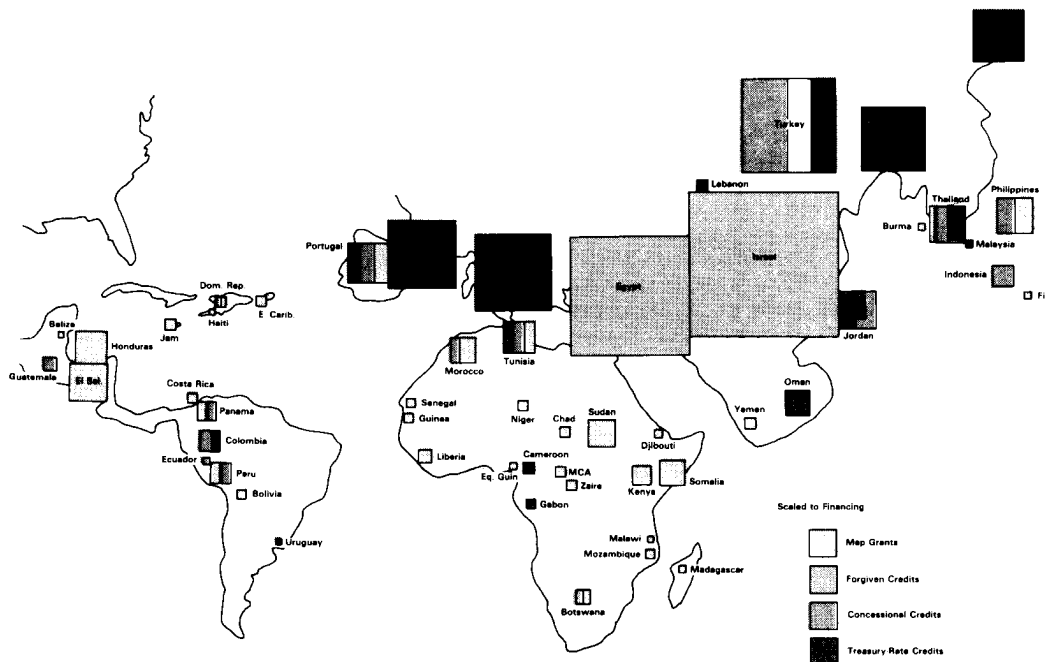 Turkey
Lebanon
Thailand
Philippines
Burma
Malaysia
Portugal
Egypt
Israel
Indonesia
Fi
Dom. Rep.
Haiti
E. Carib.
Jam
Baliza
Honduras
Guatemala
El Sal.
Tunisia
Morocco
Jordan
Costa Rica
Panama
Colombia
Ecuador
Peru
Bolivia
Uruguay
Senegal
Guinea
Niger
Chad
Sudan
Djibouti
Yemen
Oman
Liberia
Eq. Guin
Cameroon
MCA
Zaire
Kenya
Somalia
Gabon
Malawi
Mozambique
Madagascar
Botswana
Scaled to Financing
Map Grants
Forgiven Credits
Concessional Credits
Treasury Rate Credits